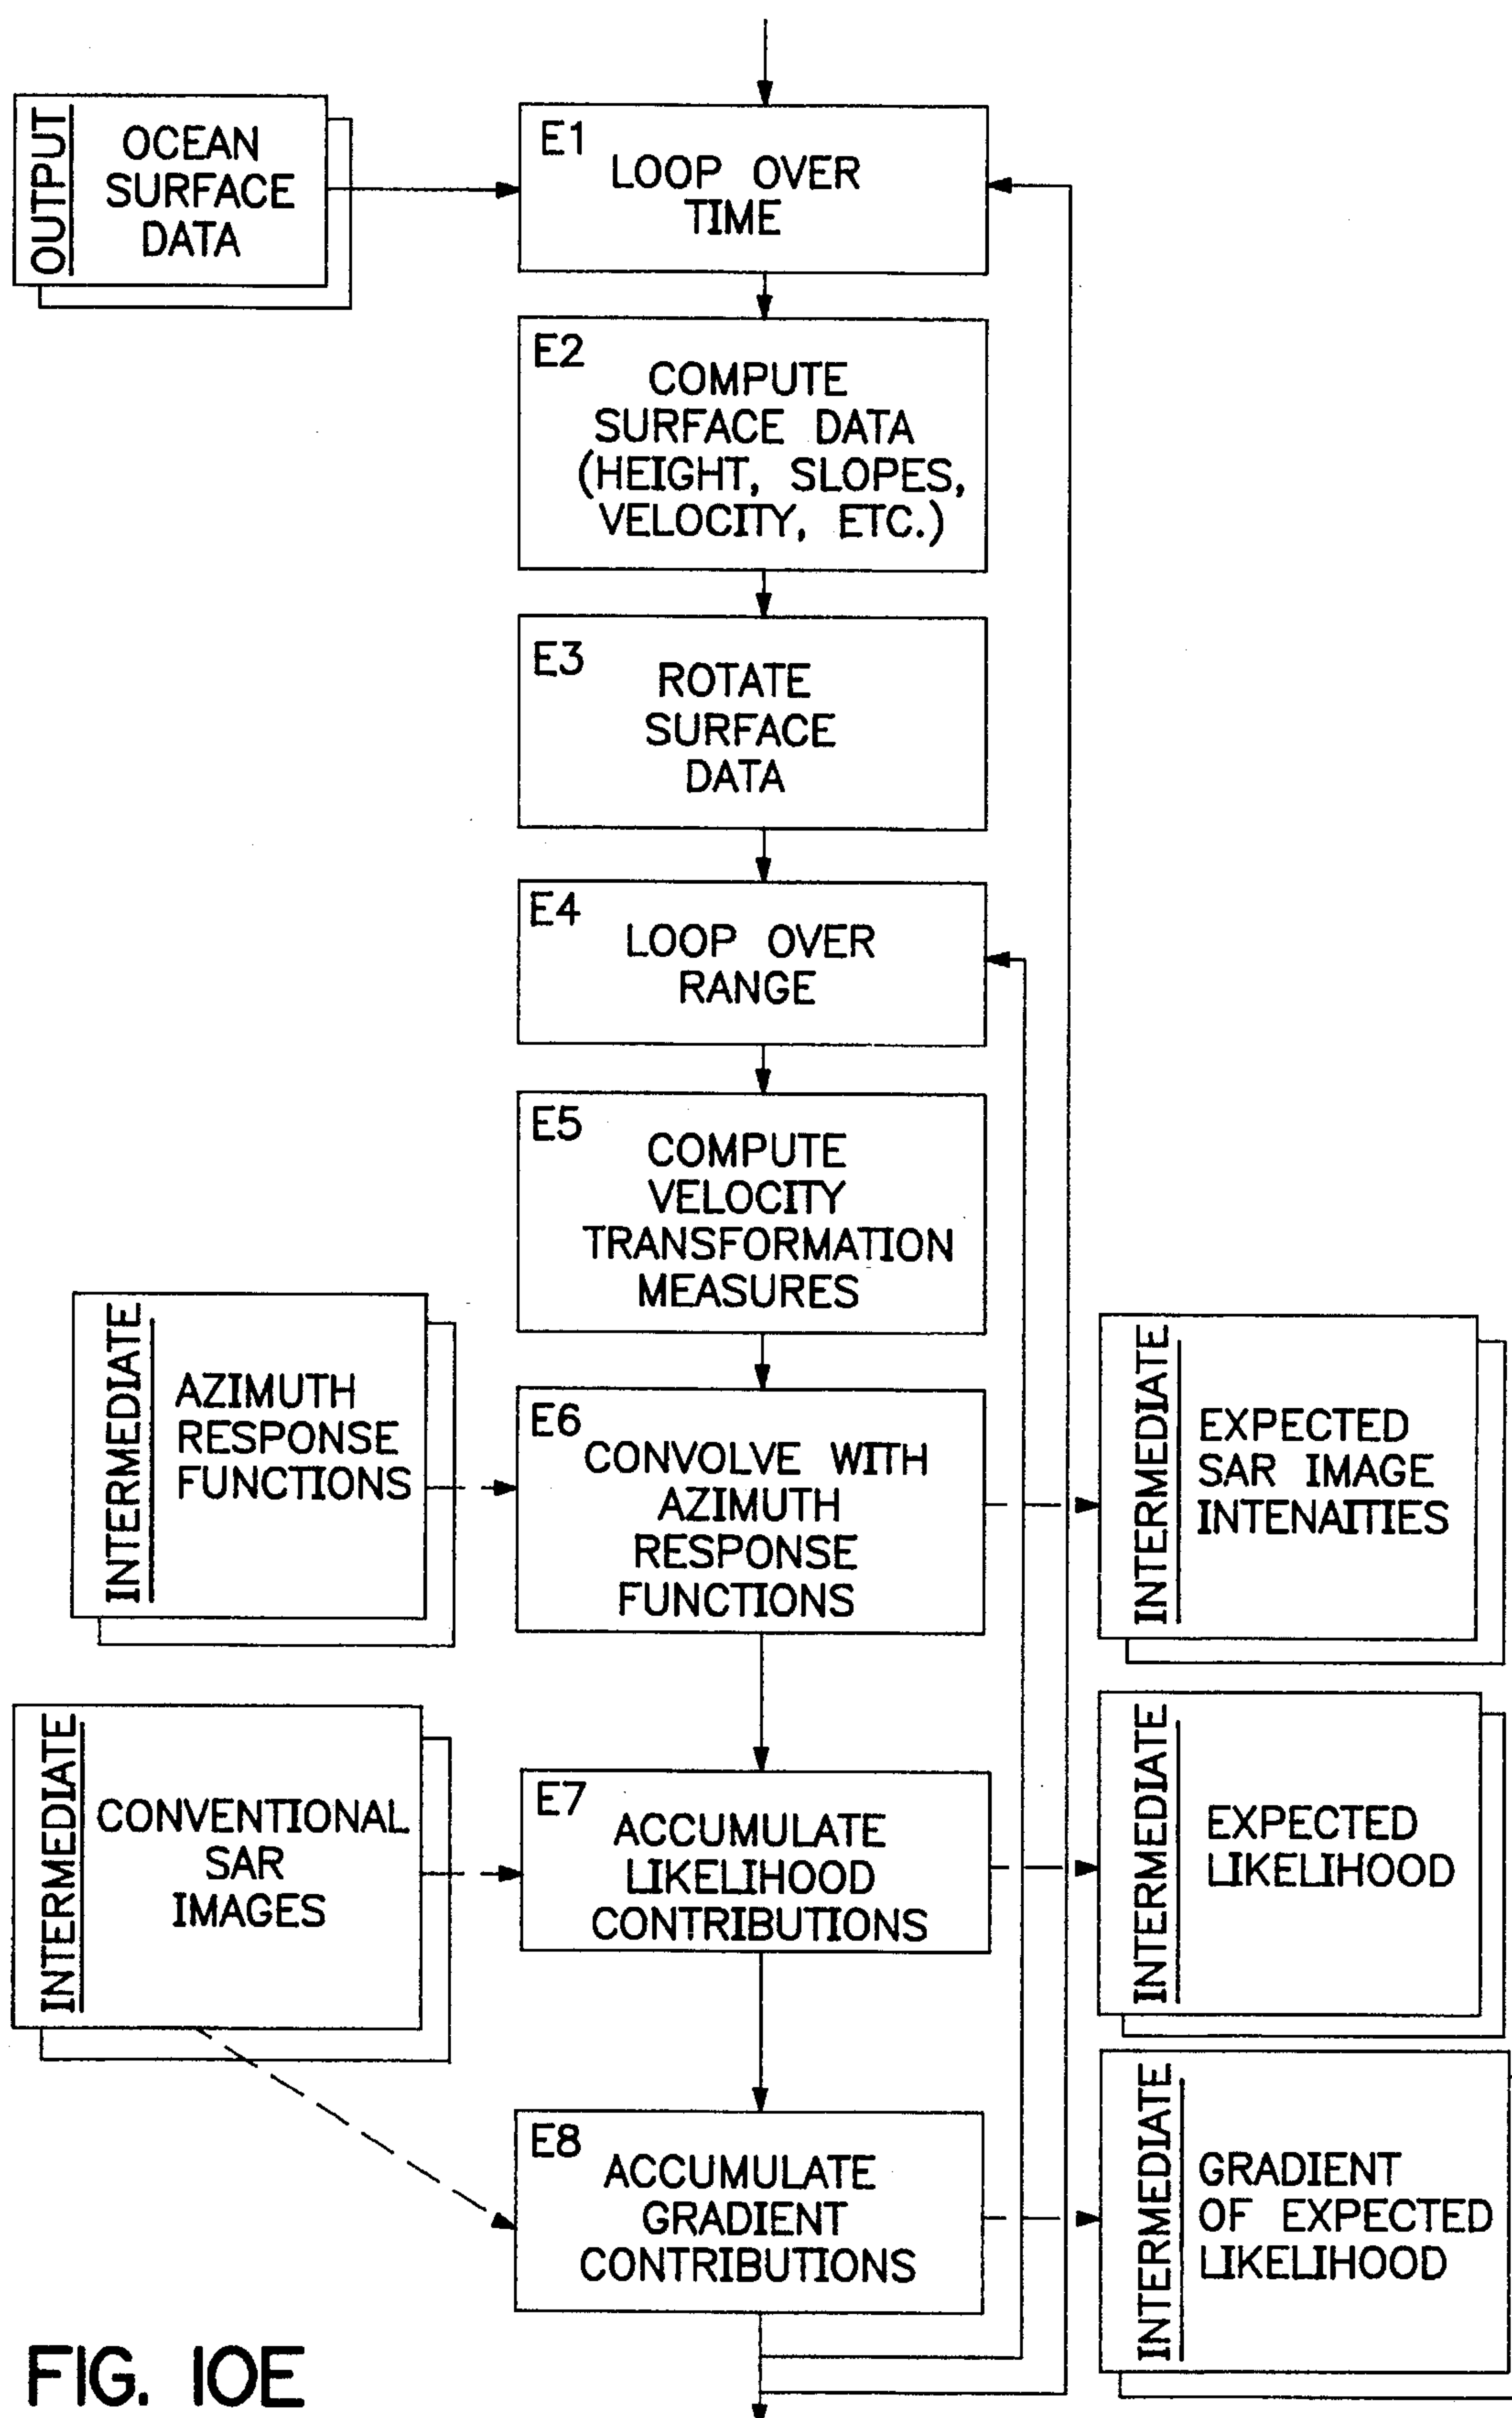 OUTPUT
OCEAN
SURFACE
DATA
E1
LOOP OVER
TIME
E2
COMPUTE
SURFACE DATA
(HEIGHT, SLOPES,
VELOCITY, ETC.)
E3
ROTATE
SURFACE
DATA
E4
LOOP OVER
RANGE
E5
COMPUTE
VELOCITY
TRANSFORMATION
MEASURES
INTERMEDIATE
AZIMUTH
RESPONSE
FUNCTIONS
E6
CONVOLVE WITH
AZIMUTH
RESPONSE
FUNCTIONS
INTERMEDIATE
EXPECTED
SAR IMAGE
INTENAITIES
INTERMEDIATE
CONVENTIONAL
SAR
IMAGES
E7
ACCUMULATE
LIKELIHOOD
CONTRIBUTIONS
INTERMEDIATE
EXPECTED
LIKELIHOOD
E8
ACCUMULATE
GRADIENT
CONTRIBUTIONS
INTERMEDIATE
GRADIENT
OF EXPECTED
LIKELIHOOD
FIG. 10E